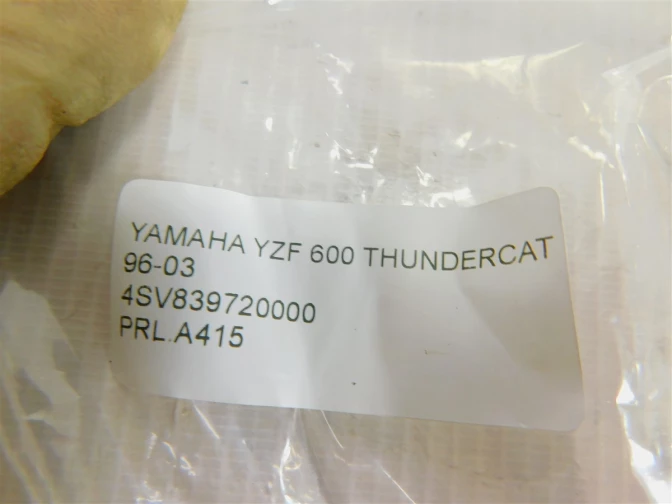 YAMAHA YZF 600 THUNDERCAT
96-03
4SV839720000
PRL.A415